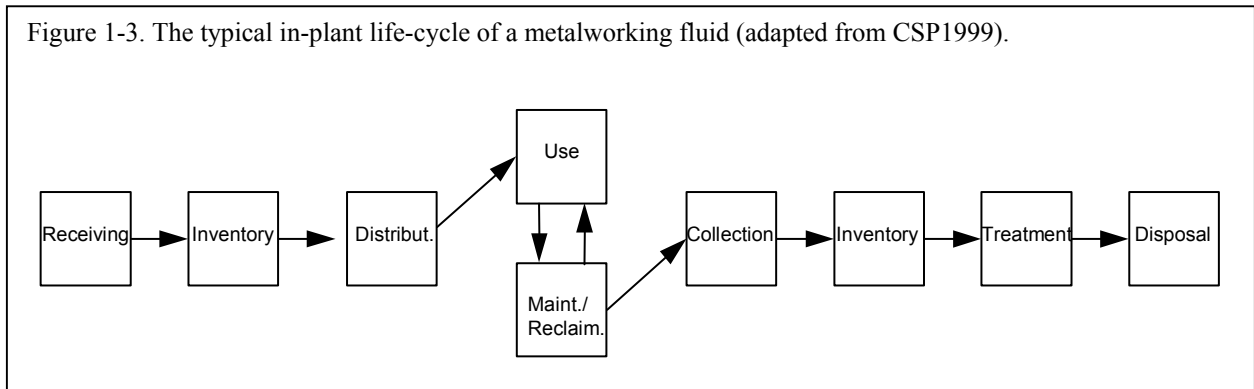 Figure 1-3. The typical in-plant life-cycle of a metalworking fluid (adapted from CSP1999).
Receiving
Inventory
Distribut.
Use
Maint./
Reclaim.
Collection
Inventory
Treatment
Disposal